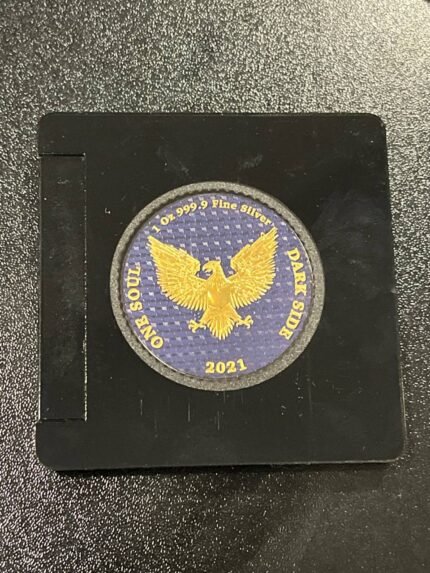 1 Oz 999.9 Fine Silver
ONE SOUL
DARK SIDE
2021